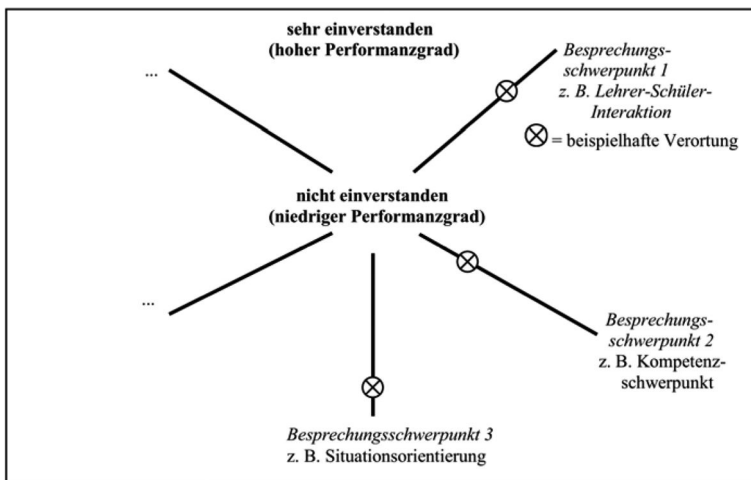 sehr einverstanden
(hoher Performanzgrad)
...
Besprechungs-
schwerpunkt 1
z. B. Lehrer-Schüler-
Interaktion
= beispielhafte Verortung
nicht einverstanden
(niedriger Performanzgrad)
...
Besprechungs-
schwerpunkt 2
z. B. Kompetenz-
schwerpunkt
Besprechungsschwerpunkt 3
z. B. Situationsorientierung